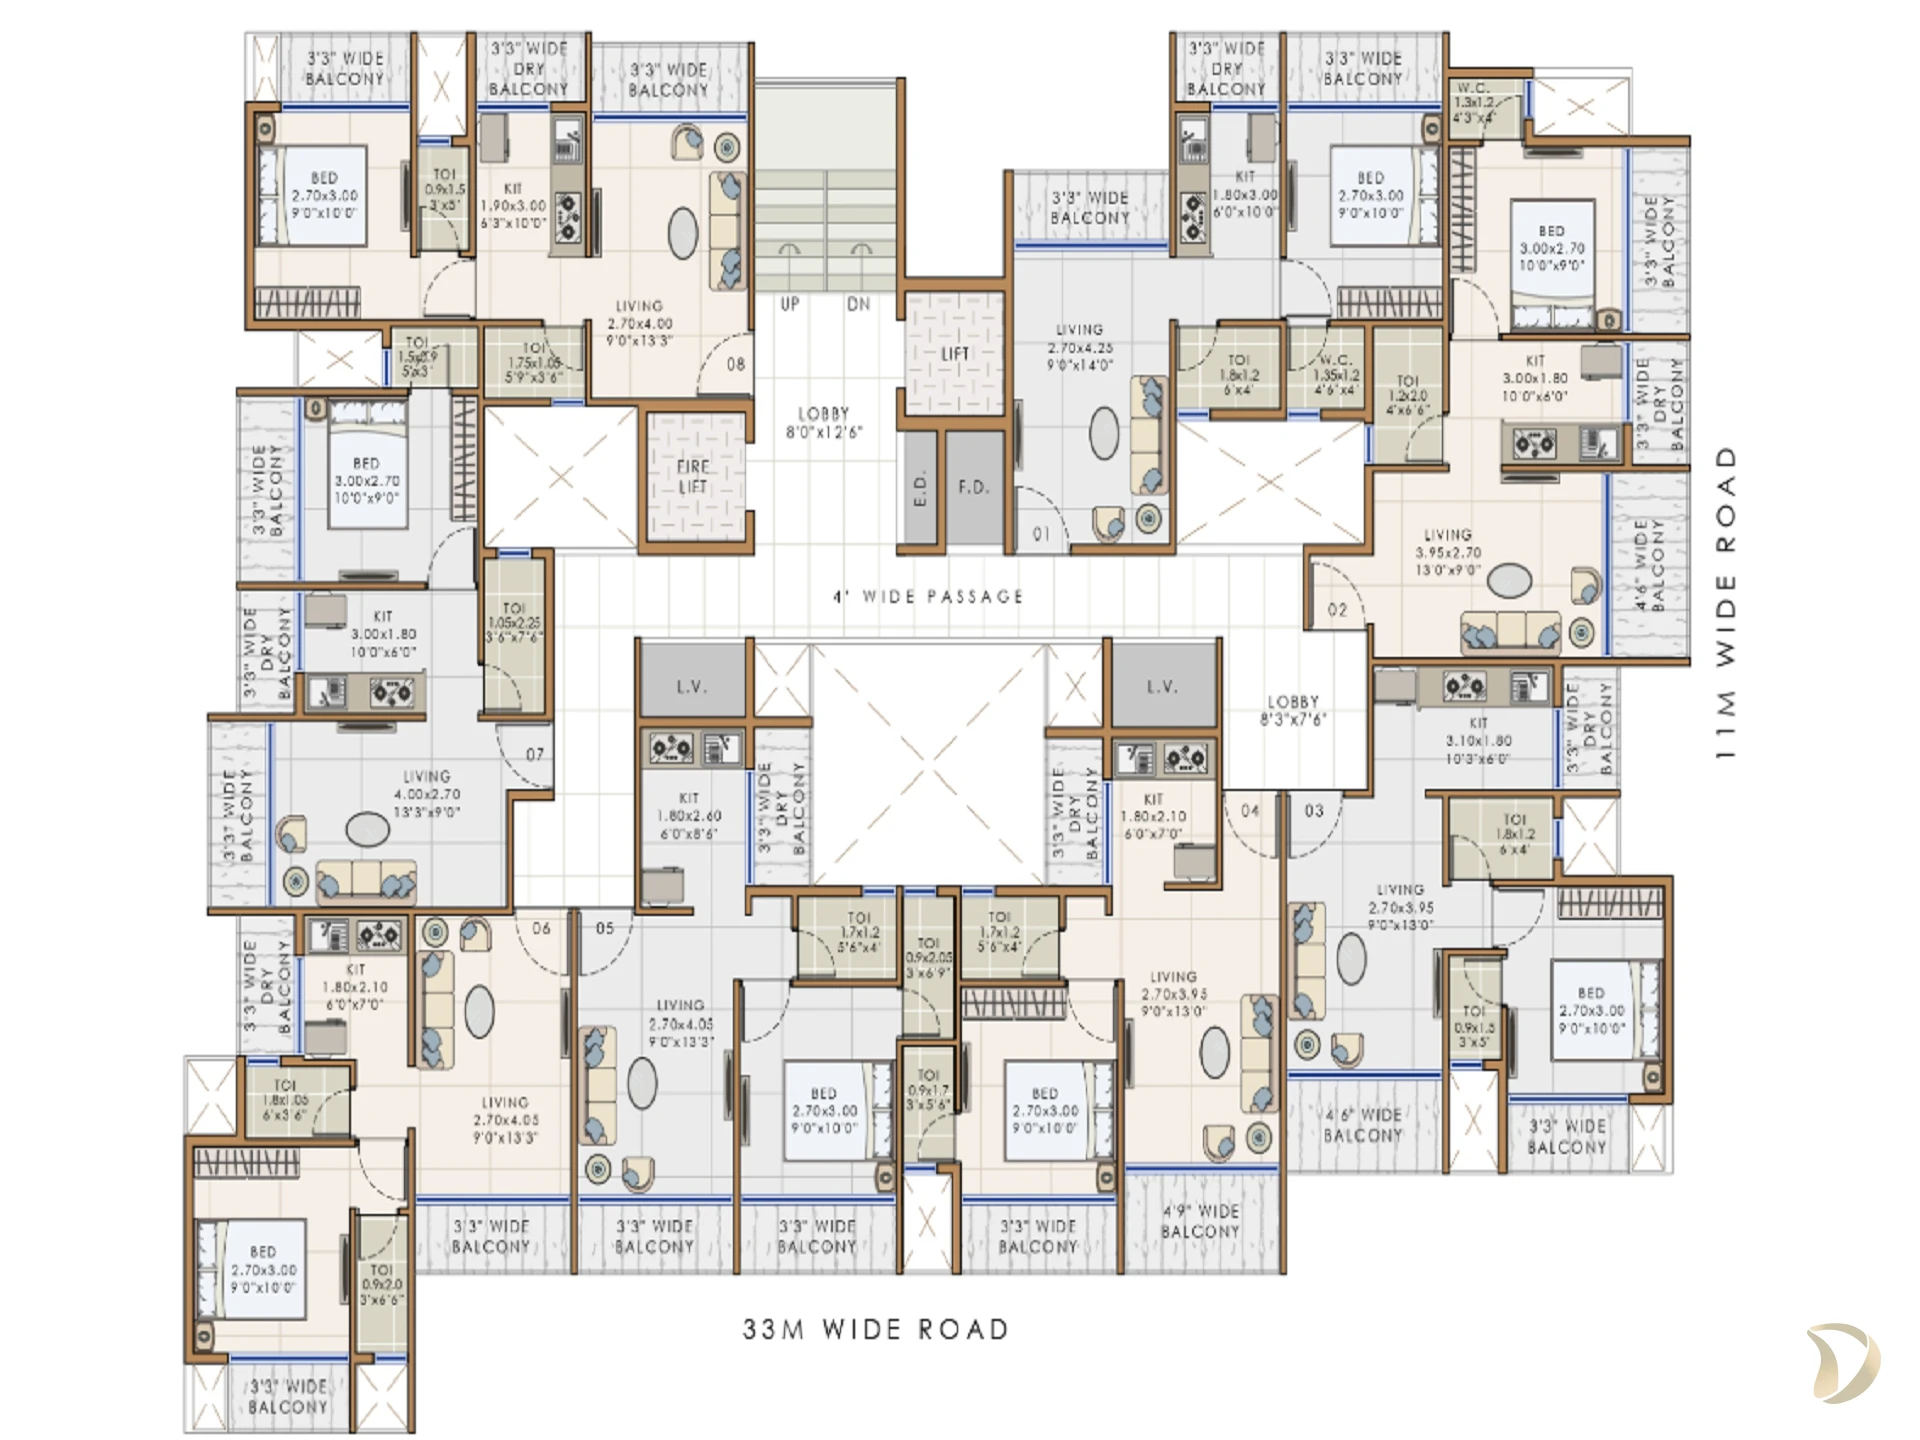 3'3" WIDE
BALCONY
3'3" WIDE
DRY
BALCONY
3'3" WIDE
BALCONY
BED
2.70x3.00
9'0"x10'0"
TOI
0.9x1.5
3'x5'
KIT
1.90x3.00
6'3"x10'0"
LIVING
2.70x4.00
9'0"x13'3"
08
UP
DN
TOI
1.5x0.9
5'x3'
TOI
1.75x1.05
5'9"x3'6"
LIFT
LOBBY
8'0"x12'6"
FIRE
LIFT
E.D.
F.D.
3'3" WIDE
BALCONY
3'3" WIDE
DRY
BALCONY
3'3" WIDE
BALCONY
W.C.
1.3x1.2
4'3"x4'
KIT
1.80x3.00
6'0"x10'0"
BED
2.70x3.00
9'0"x10'0"
LIVING
2.70x4.25
9'0"x14'0"
TOI
1.8x1.2
6'x4'
W.C.
1.35x1.2
4'6"x4'
01
BED
3.00x2.70
10'0"x9'0"
3'3" WIDE
BALCONY
KIT
3.00x1.80
10'0"x6'0"
TOI
1.2x2.0
4'x6'6"
3'3" WIDE
DRY
BALCONY
LIVING
3.95x2.70
13'0"x9'0"
4'6" WIDE
BALCONY
02
11M WIDE ROAD
3'3" WIDE
BALCONY
BED
3.00x2.70
10'0"x9'0"
3'3" WIDE
DRY
BALCONY
KIT
3.00x1.80
10'0"x6'0"
TOI
1.05x2.25
3'6"x7'6"
4' WIDE PASSAGE
07
LIVING
4.00x2.70
13'3"x9'0"
3'3" WIDE
BALCONY
L.V.
L.V.
LOBBY
8'3"x7'6"
KIT
1.80x2.60
6'0"x8'6"
3'3" WIDE
DRY
BALCONY
3'3" WIDE
DRY
BALCONY
KIT
1.80x2.10
6'0"x7'0"
04
03
KIT
3.10x1.80
10'3"x6'0"
3'3" WIDE
DRY
BALCONY
TOI
1.8x1.2
6'x4'
LIVING
2.70x3.95
9'0"x13'0"
TOI
0.9x1.5
3'x5'
BED
2.70x3.00
9'0"x10'0"
4'6" WIDE
BALCONY
3'3" WIDE
BALCONY
3'3" WIDE
DRY
BALCONY
KIT
1.80x2.10
6'0"x7'0"
06
05
TOI
1.7x1.2
5'6"x4'
TOI
0.9x2.05
3'x6'9"
TOI
1.7x1.2
5'6"x4'
LIVING
2.70x4.05
9'0"x13'3"
LIVING
2.70x3.95
9'0"x13'0"
TOI
1.8x1.05
6'x3'6"
LIVING
2.70x4.05
9'0"x13'3"
BED
2.70x3.00
9'0"x10'0"
TOI
0.9x1.7
3'x5'6"
BED
2.70x3.00
9'0"x10'0"
BED
2.70x3.00
9'0"x10'0"
TOI
0.9x2.0
3'x6'6"
3'3" WIDE
BALCONY
3'3" WIDE
BALCONY
3'3" WIDE
BALCONY
3'3" WIDE
BALCONY
4'9" WIDE
BALCONY
3'3" WIDE
BALCONY
33M WIDE ROAD